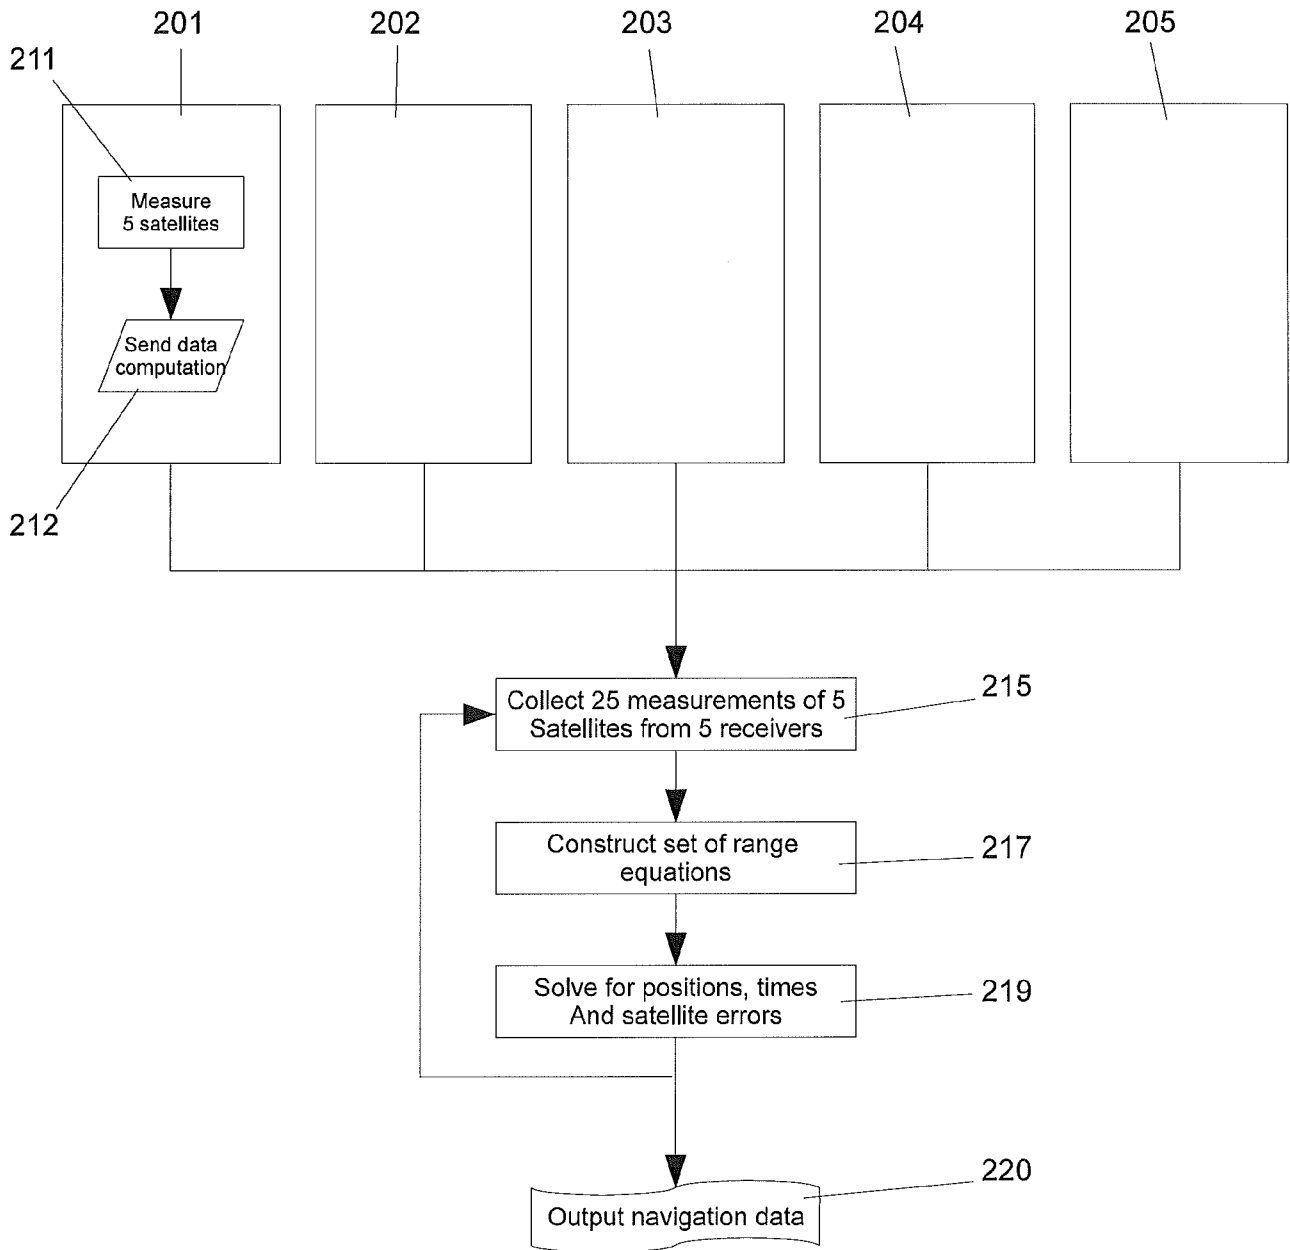 201
202
203
204
205
211
Measure
5 satellites
Send data
computation
212
Collect 25 measurements of 5
Satellites from 5 receivers
215
Construct set of range
equations
217
Solve for positions, times
And satellite errors
219
220
Output navigation data